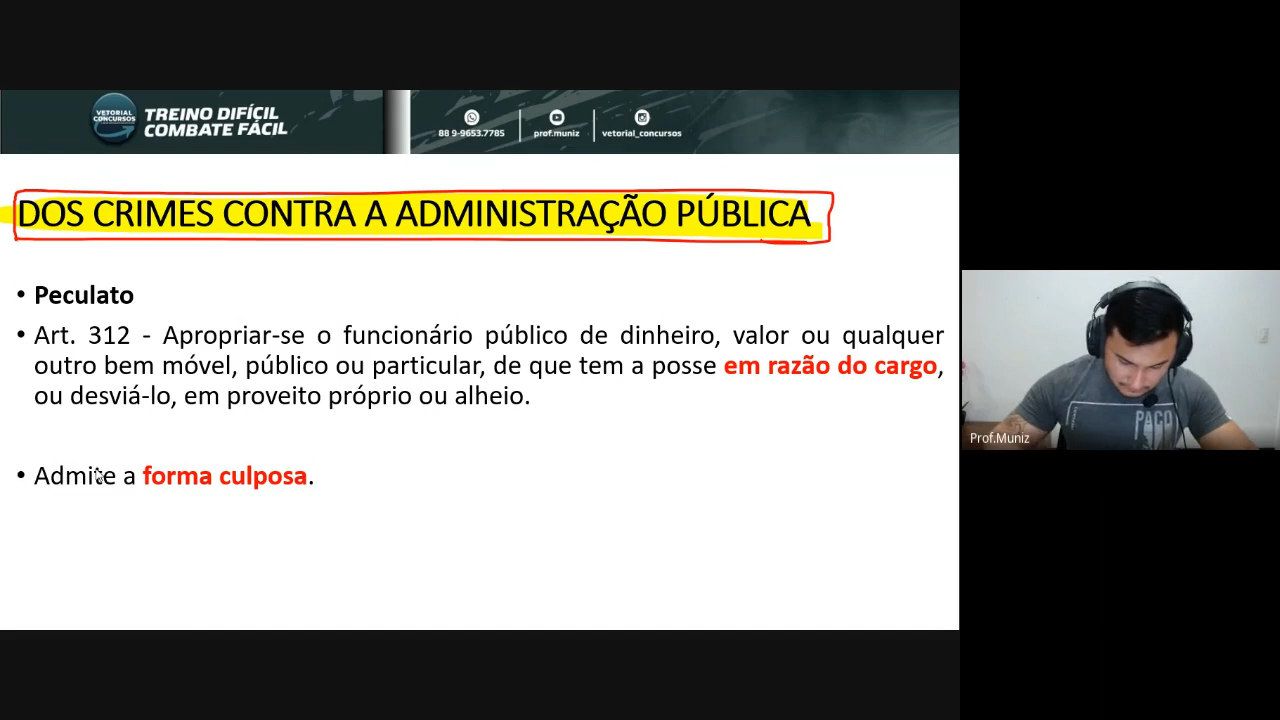 VETORIAL
CONCURSOS
TREINO DIFÍCIL
COMBATE FÁCIL
88 9-9653.7785
prof.muniz
vetorial_concursos
DOS CRIMES CONTRA A ADMINISTRAÇÃO PÚBLICA
• Peculato
• Art. 312 - Apropriar-se o funcionário público de dinheiro, valor ou qualquer
outro bem móvel, público ou particular, de que tem a posse em razão do cargo,
ou desviá-lo, em proveito próprio ou alheio.
• Admite a forma culposa.
PACO
Prof.Muniz